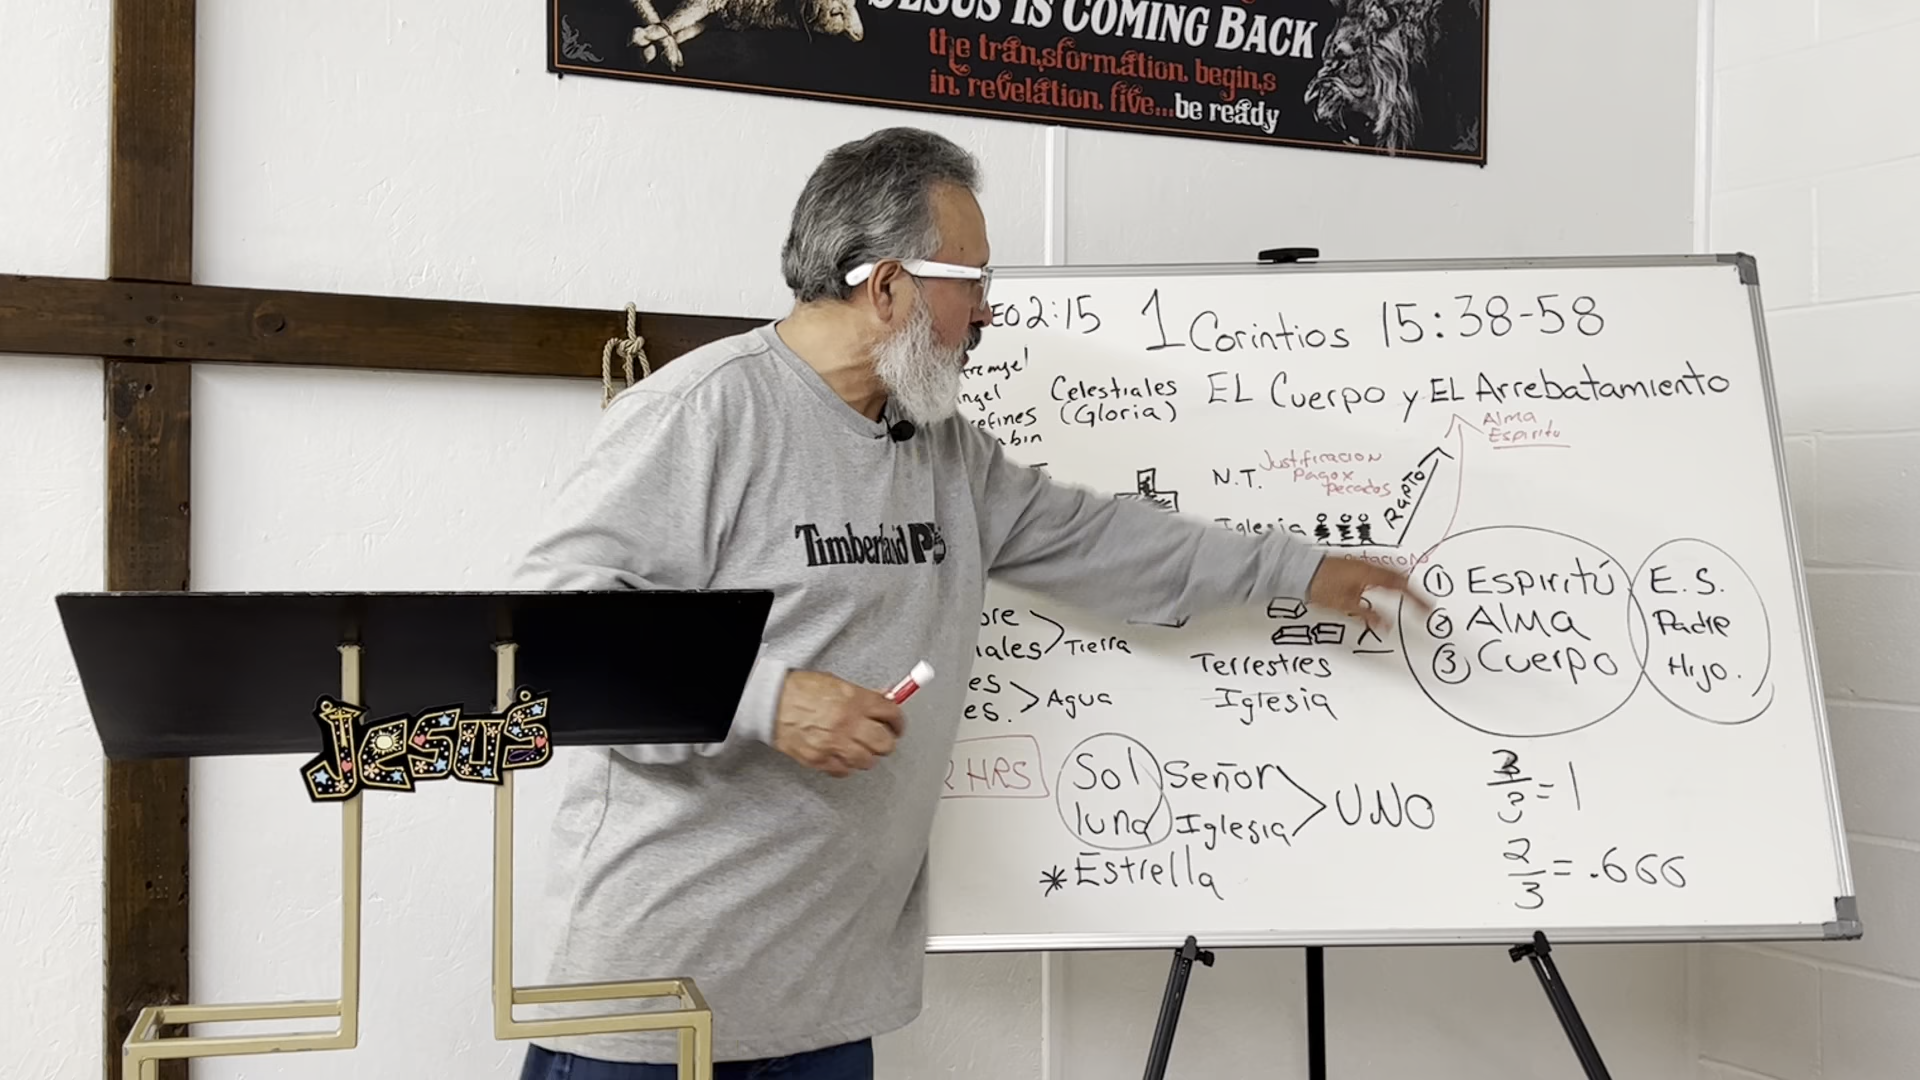 JESUS IS COMING BACK
the transformation begins
in revelation five...be ready
EO 2:15
1 Corintios 15:38-58
EL Cuerpo y EL Arrebatamiento
Celestiales
(Gloria)
Alma
Espiritu
N.T.
Justificacion
Pagox
pecados
Rapto
Iglesia
① Espiritú
② Alma
③ Cuerpo
E.S.
Padre
Hijo.
Tierra
Agua
Terrestres
Iglesia
HRS
Sol Señor
luna Iglesia
UNO
* Estrella
3/3 = 1
2/3 = .666
Timberland PRO
JESUS